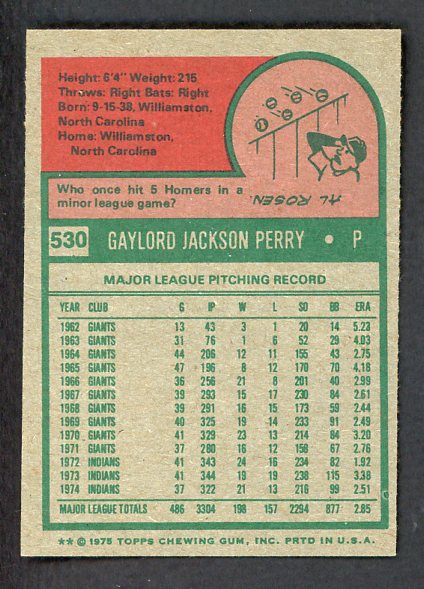 Height: 6'4" Weight: 215
Throws: Right Bats: Right
Born: 9-15-38, Williamston,
North Carolina
Home: Williamston,
North Carolina
Who once hit 5 Homers in a
minor league game?
AL ROSEN.
530 GAYLORD JACKSON PERRY • P
MAJOR LEAGUE PITCHING RECORD
YEAR CLUB G IP W L SO BB ERA
1962 GIANTS 13 43 3 1 20 14 5.23
1963 GIANTS 31 76 1 6 52 29 4.03
1964 GIANTS 44 206 12 11 155 43 2.75
1965 GIANTS 47 196 8 12 170 70 4.18
1966 GIANTS 36 256 21 8 201 40 2.99
1967 GIANTS 39 293 15 17 230 84 2.61
1968 GIANTS 39 291 16 15 173 59 2.44
1969 GIANTS 40 325 19 14 233 91 2.49
1970 GIANTS 41 329 23 13 214 84 3.20
1971 GIANTS 37 280 16 12 158 67 2.76
1972 INDIANS 41 343 24 16 234 82 1.92
1973 INDIANS 41 344 19 19 238 115 3.38
1974 INDIANS 37 322 21 13 216 99 2.51
MAJOR LEAGUE TOTALS 486 3304 198 157 2294 877 2.85
** © 1975 TOPPS CHEWING GUM, INC. PRTD IN U.S.A.